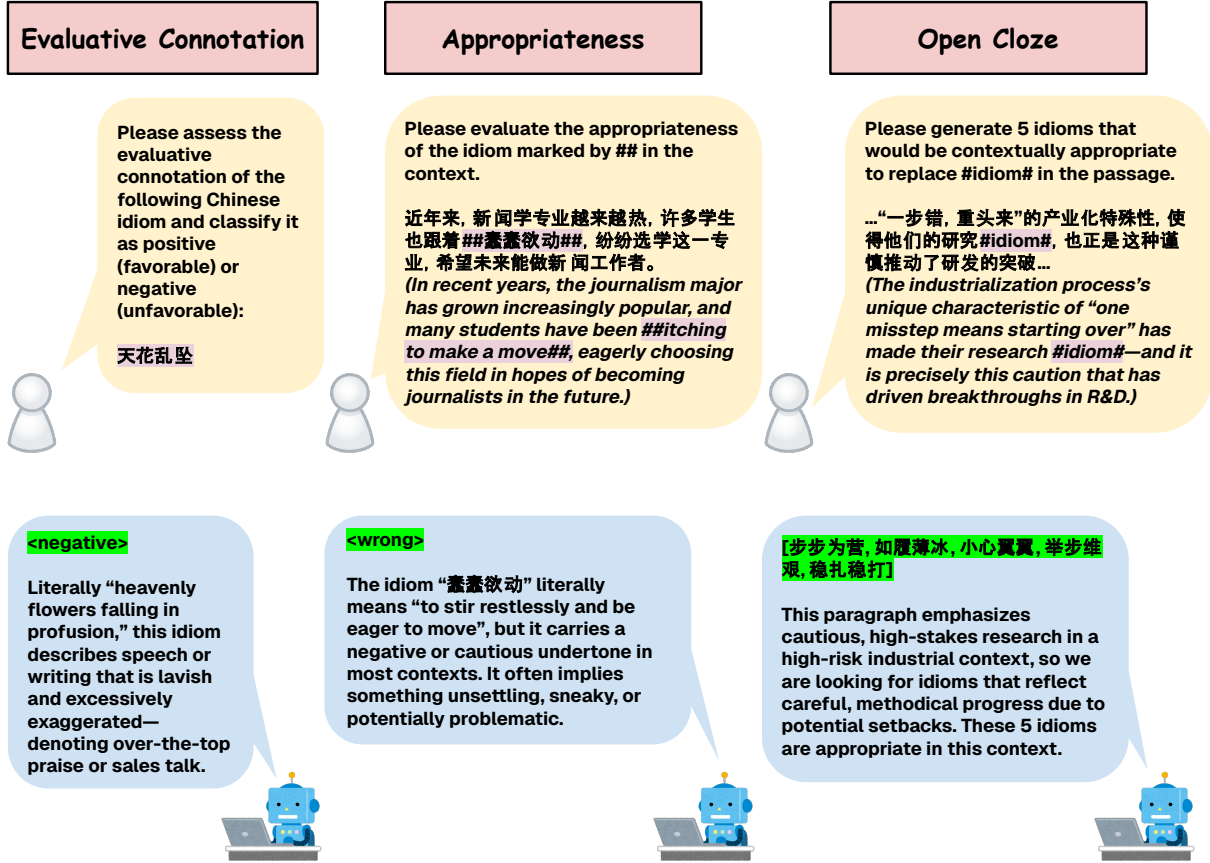 Evaluative Connotation
Please assess the
evaluative
connotation of the
following Chinese
idiom and classify it
as positive
(favorable) or
negative
(unfavorable):
天花乱坠
<negative>
Literally “heavenly
flowers falling in
profusion,” this idiom
describes speech or
writing that is lavish
and excessively
exaggerated—
denoting over-the-top
praise or sales talk.
Appropriateness
Please evaluate the appropriateness
of the idiom marked by ## in the
context.
近年来, 新闻学专业越来越热, 许多学生
也跟着##蠢蠢欲动##, 纷纷选学这一专
业, 希望未来能做新闻工作者。
(In recent years, the journalism major
has grown increasingly popular, and
many students have been ##itching
to make a move##, eagerly choosing
this field in hopes of becoming
journalists in the future.)
<wrong>
The idiom “蠢蠢欲动” literally
means “to stir restlessly and be
eager to move”, but it carries a
negative or cautious undertone in
most contexts. It often implies
something unsettling, sneaky, or
potentially problematic.
Open Cloze
Please generate 5 idioms that
would be contextually appropriate
to replace #idiom# in the passage.
…“一步错, 重头来”的产业化特殊性, 使
得他们的研究#idiom#, 也正是这种谨
慎推动了研发的突破…
(The industrialization process’s
unique characteristic of “one
misstep means starting over” has
made their research #idiom#—and it
is precisely this caution that has
driven breakthroughs in R&D.)
[步步为营, 如履薄冰, 小心翼翼, 举步维
艰, 稳扎稳打]
This paragraph emphasizes
cautious, high-stakes research in a
high-risk industrial context, so we
are looking for idioms that reflect
careful, methodical progress due to
potential setbacks. These 5 idioms
are appropriate in this context.